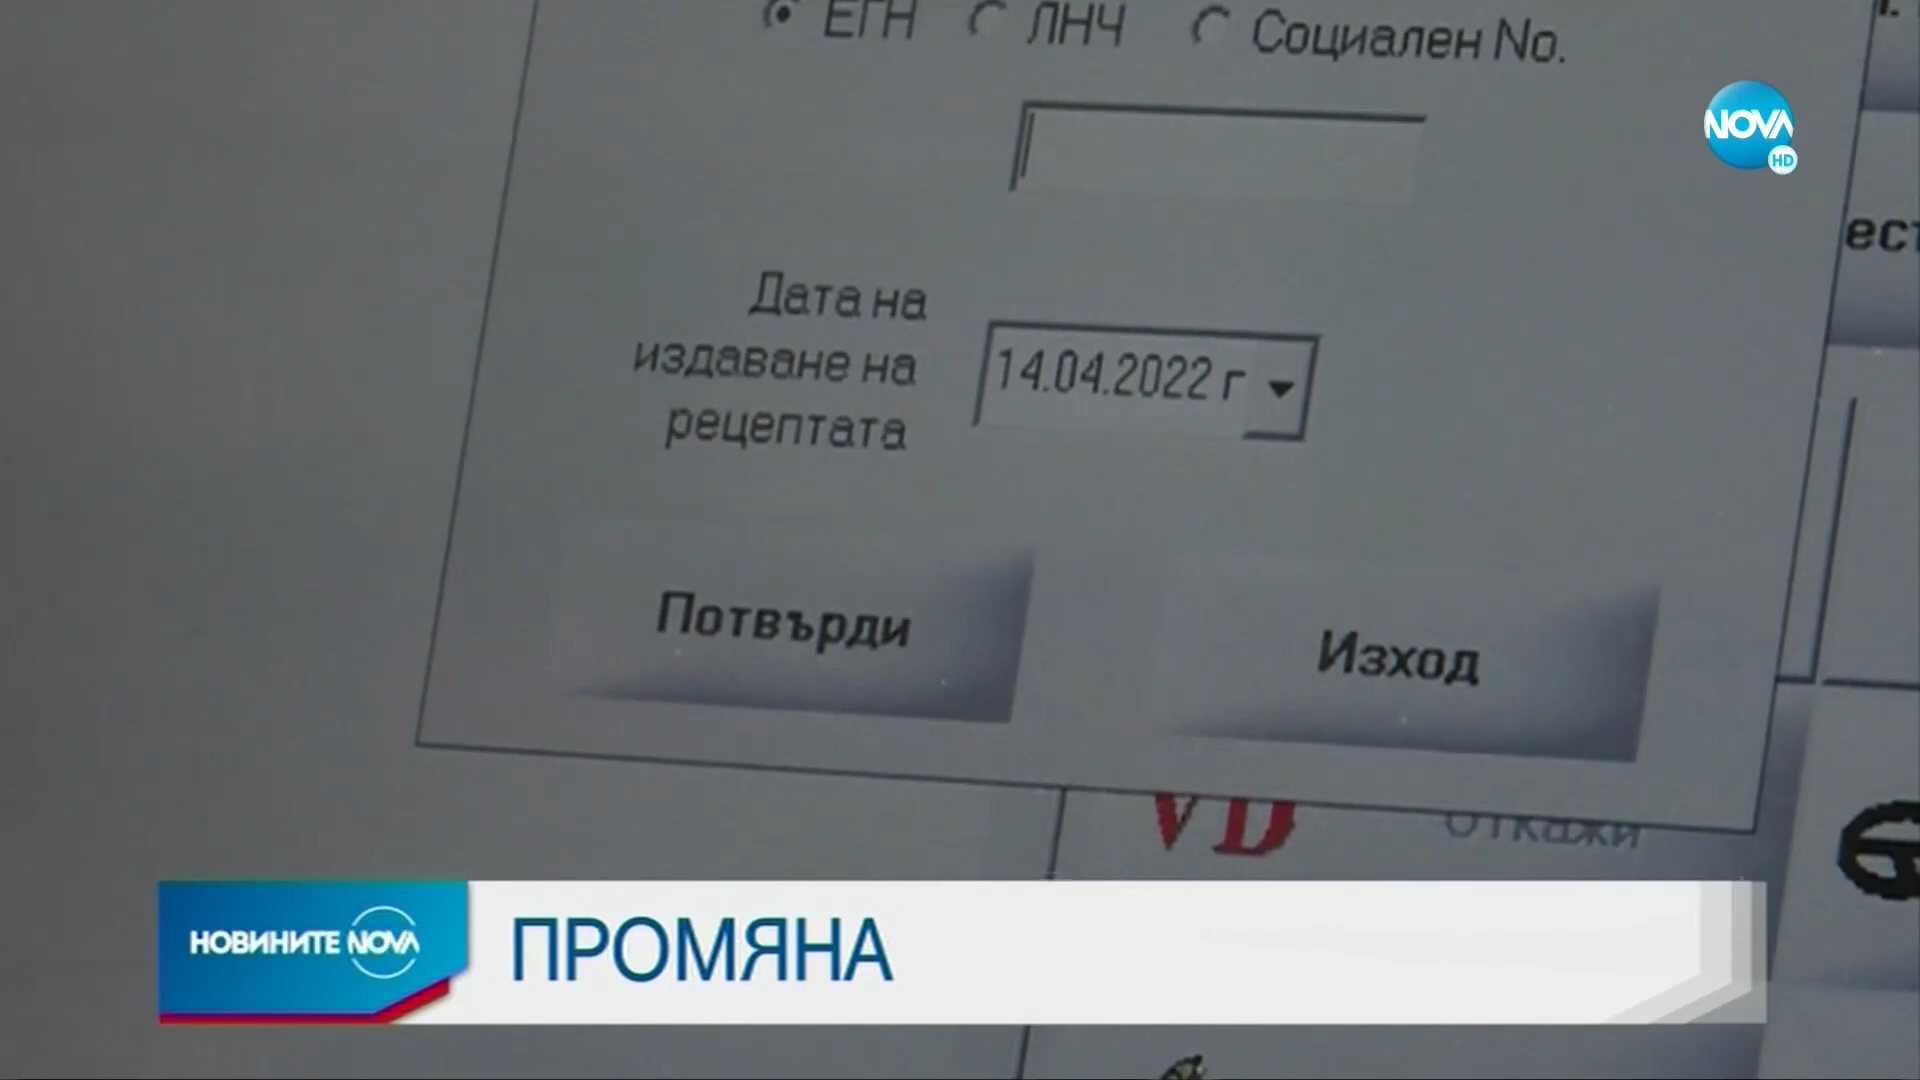 ЕГН ЛНЧ Социален No.
NOVA
HD
Дата на
издаване на
рецептата
14.04.2022 г
Потвърди
Изход
VD
Откажи
НОВИНИТЕ NOVA
ПРОМЯНА